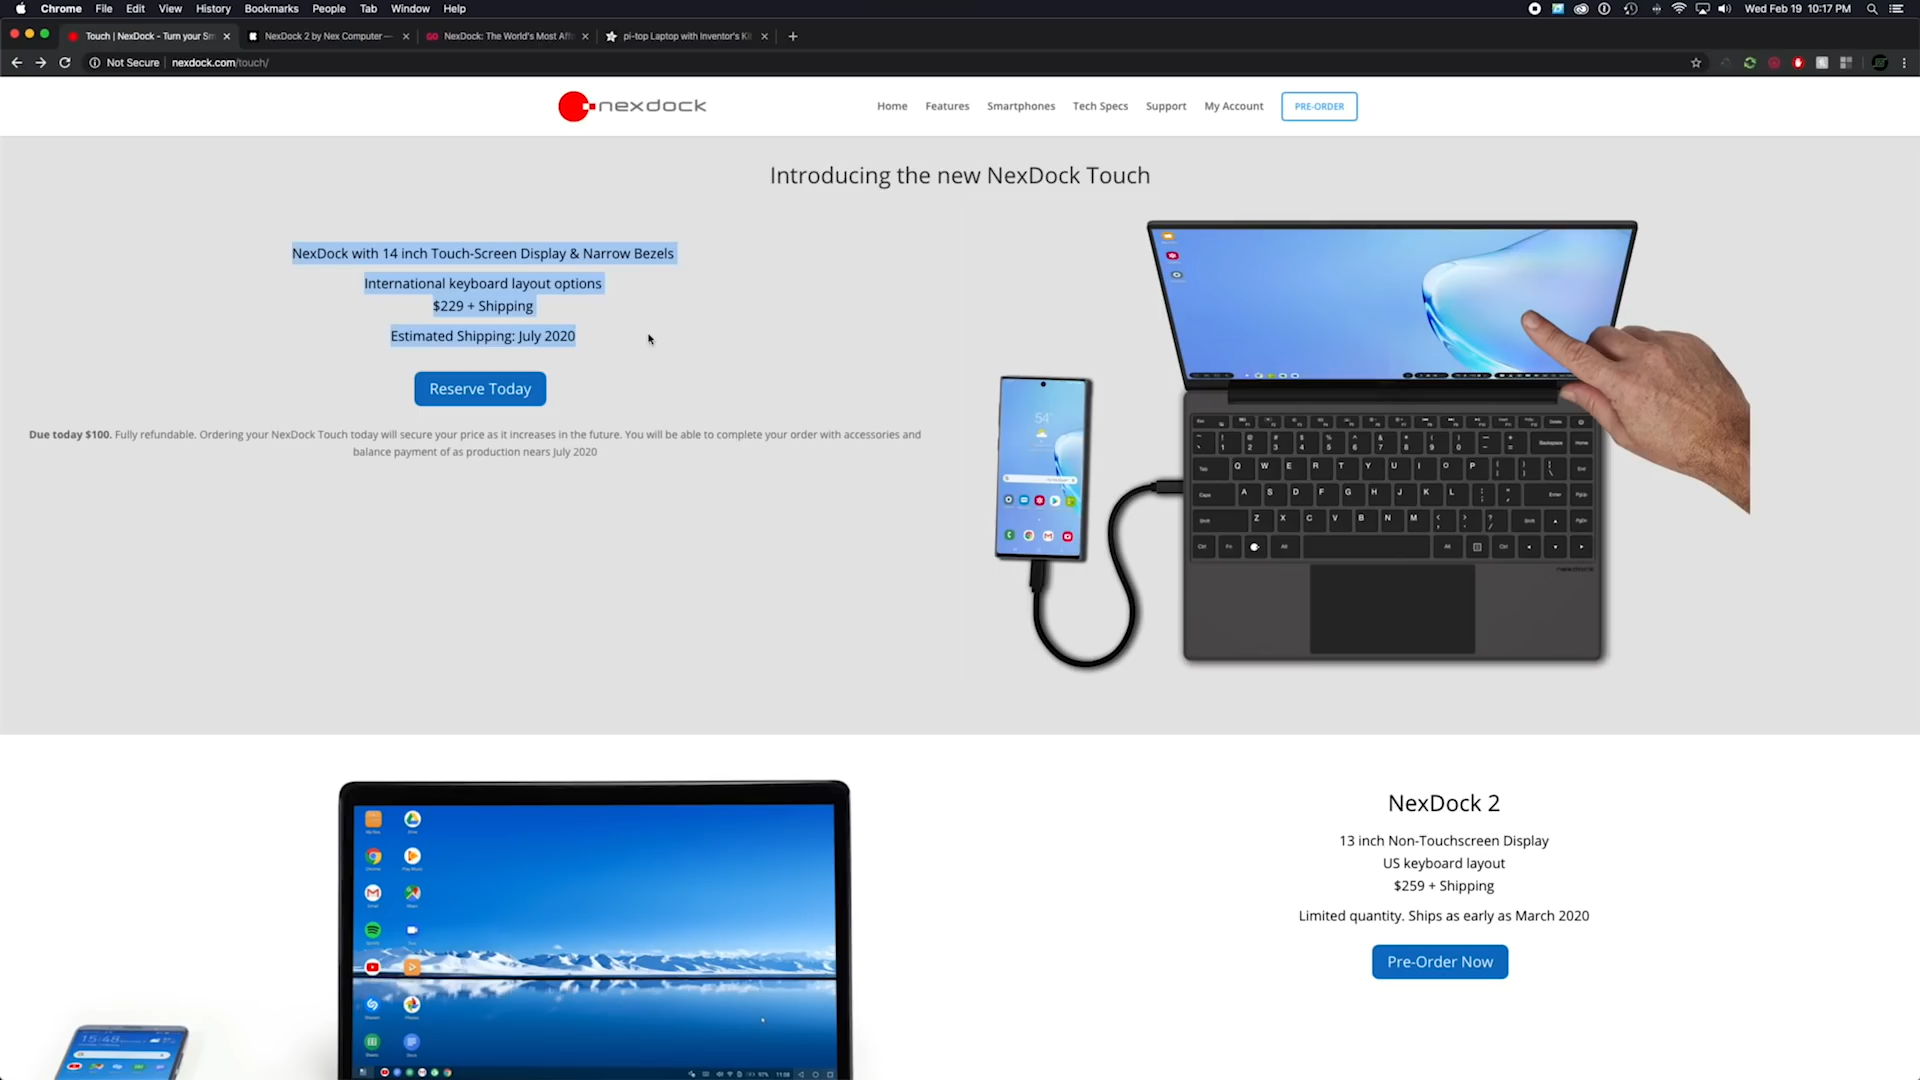 Chrome File Edit View History Bookmarks People Tab Window Help
Wed Feb 19 10:17 PM
Touch | NexDock - Turn your Sm
NexDock 2 by Nex Computer —
NexDock: The World's Most Aff
pi-top Laptop with Inventor's Ki
Not Secure nexdock.com/touch/
nexdock
Home Features Smartphones Tech Specs Support My Account PRE-ORDER
Introducing the new NexDock Touch
NexDock with 14 inch Touch-Screen Display & Narrow Bezels
International keyboard layout options
$229 + Shipping
Estimated Shipping: July 2020
Reserve Today
Due today $100. Fully refundable. Ordering your NexDock Touch today will secure your price as it increases in the future. You will be able to complete your order with accessories and
balance payment of as production nears July 2020
54°
Q W E R T Y U I O P
A S D F G H J K L
Z X C V B N M
nexdock
NexDock 2
13 inch Non-Touchscreen Display
US keyboard layout
$259 + Shipping
Limited quantity. Ships as early as March 2020
Pre-Order Now
15:48